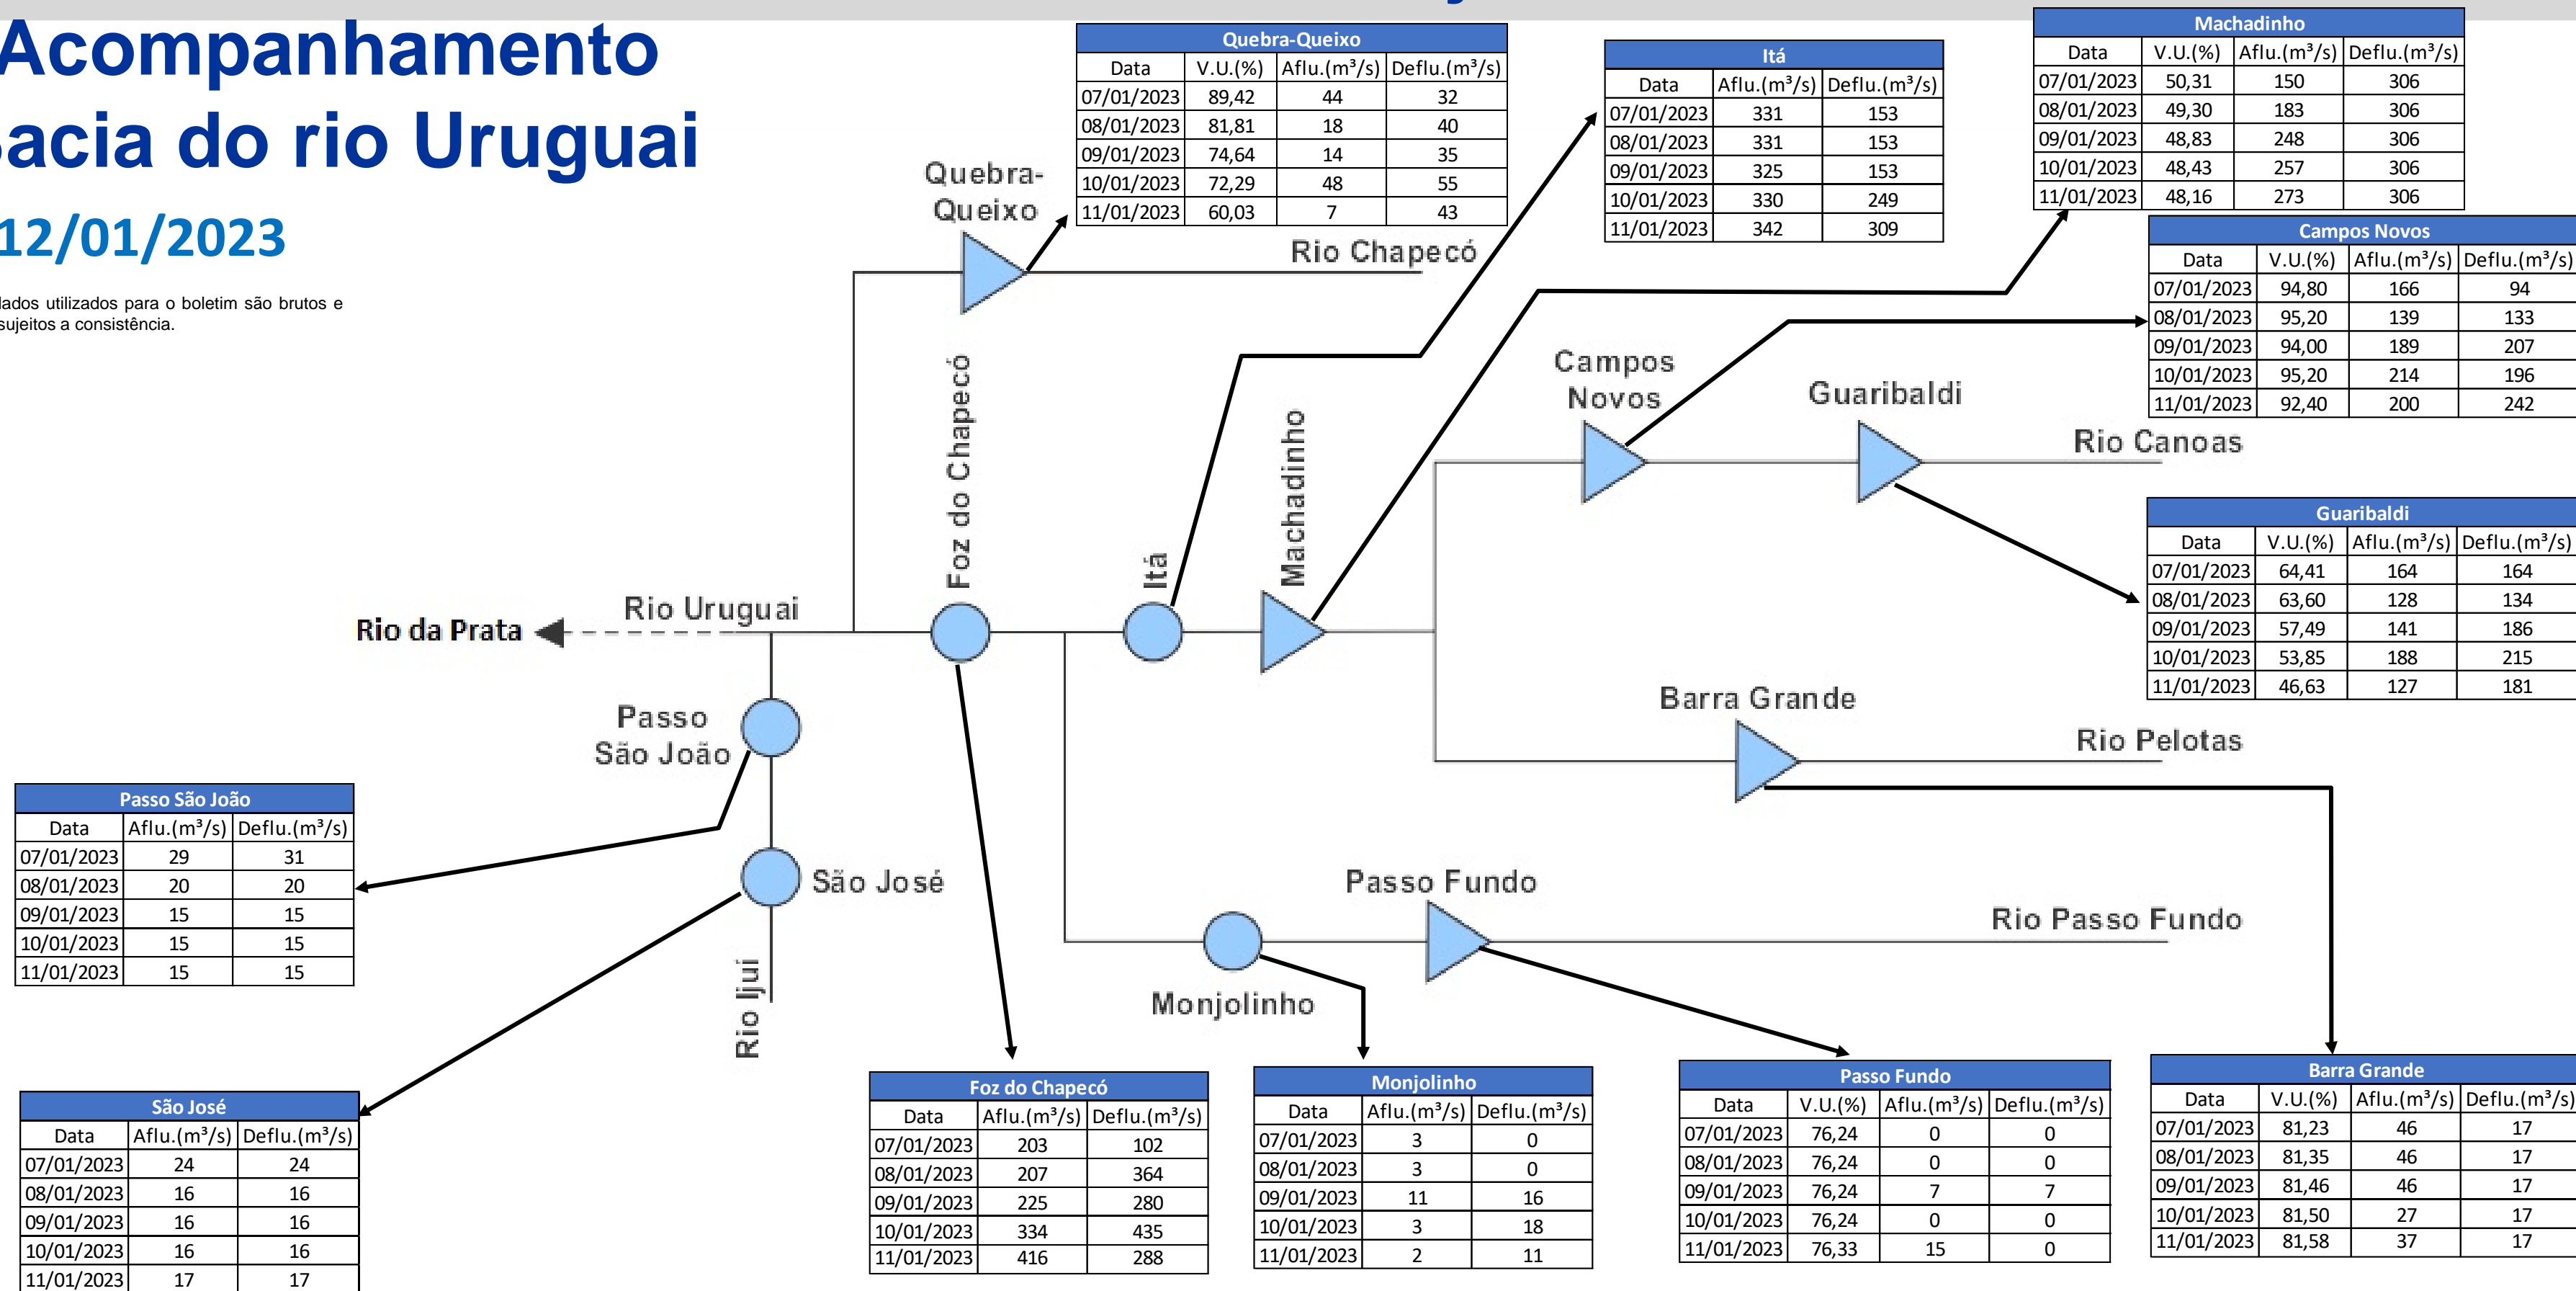 Acompanhamento
Bacia do rio Uruguai
12/01/2023
dados utilizados para o boletim são brutos e
sujeitos a consistência.
Quebra-Queixo
Data V.U.(%) Aflu.(m³/s) Deflu.(m³/s)
07/01/2023 89,42 44 32
08/01/2023 81,81 18 40
09/01/2023 74,64 14 35
10/01/2023 72,29 48 55
11/01/2023 60,03 7 43
Itá
Data Aflu.(m³/s) Deflu.(m³/s)
07/01/2023 331 153
08/01/2023 331 153
09/01/2023 325 153
10/01/2023 330 249
11/01/2023 342 309
Machadinho
Data V.U.(%) Aflu.(m³/s) Deflu.(m³/s)
07/01/2023 50,31 150 306
08/01/2023 49,30 183 306
09/01/2023 48,83 248 306
10/01/2023 48,43 257 306
11/01/2023 48,16 273 306
Campos Novos
Data V.U.(%) Aflu.(m³/s) Deflu.(m³/s)
07/01/2023 94,80 166 94
08/01/2023 95,20 139 133
09/01/2023 94,00 189 207
10/01/2023 95,20 214 196
11/01/2023 92,40 200 242
Quebra-
Queixo
Rio Chapecó
Foz do Chapecó
Itá
Machadinho
Campos
Novos
Guaribaldi
Rio Canoas
Guaribaldi
Data V.U.(%) Aflu.(m³/s) Deflu.(m³/s)
07/01/2023 64,41 164 164
08/01/2023 63,60 128 134
09/01/2023 57,49 141 186
10/01/2023 53,85 188 215
11/01/2023 46,63 127 181
Rio da Prata
Rio Uruguai
Barra Grande
Rio Pelotas
Passo
São João
São José
Rio Ijuí
Passo Fundo
Rio Passo Fundo
Monjolinho
Passo São João
Data Aflu.(m³/s) Deflu.(m³/s)
07/01/2023 29 31
08/01/2023 20 20
09/01/2023 15 15
10/01/2023 15 15
11/01/2023 15 15
São José
Data Aflu.(m³/s) Deflu.(m³/s)
07/01/2023 24 24
08/01/2023 16 16
09/01/2023 16 16
10/01/2023 16 16
11/01/2023 17 17
Foz do Chapecó
Data Aflu.(m³/s) Deflu.(m³/s)
07/01/2023 203 102
08/01/2023 207 364
09/01/2023 225 280
10/01/2023 334 435
11/01/2023 416 288
Monjolinho
Data Aflu.(m³/s) Deflu.(m³/s)
07/01/2023 3 0
08/01/2023 3 0
09/01/2023 11 16
10/01/2023 3 18
11/01/2023 2 11
Passo Fundo
Data V.U.(%) Aflu.(m³/s) Deflu.(m³/s)
07/01/2023 76,24 0 0
08/01/2023 76,24 0 0
09/01/2023 76,24 7 7
10/01/2023 76,24 0 0
11/01/2023 76,33 15 0
Barra Grande
Data V.U.(%) Aflu.(m³/s) Deflu.(m³/s)
07/01/2023 81,23 46 17
08/01/2023 81,35 46 17
09/01/2023 81,46 46 17
10/01/2023 81,50 27 17
11/01/2023 81,58 37 17